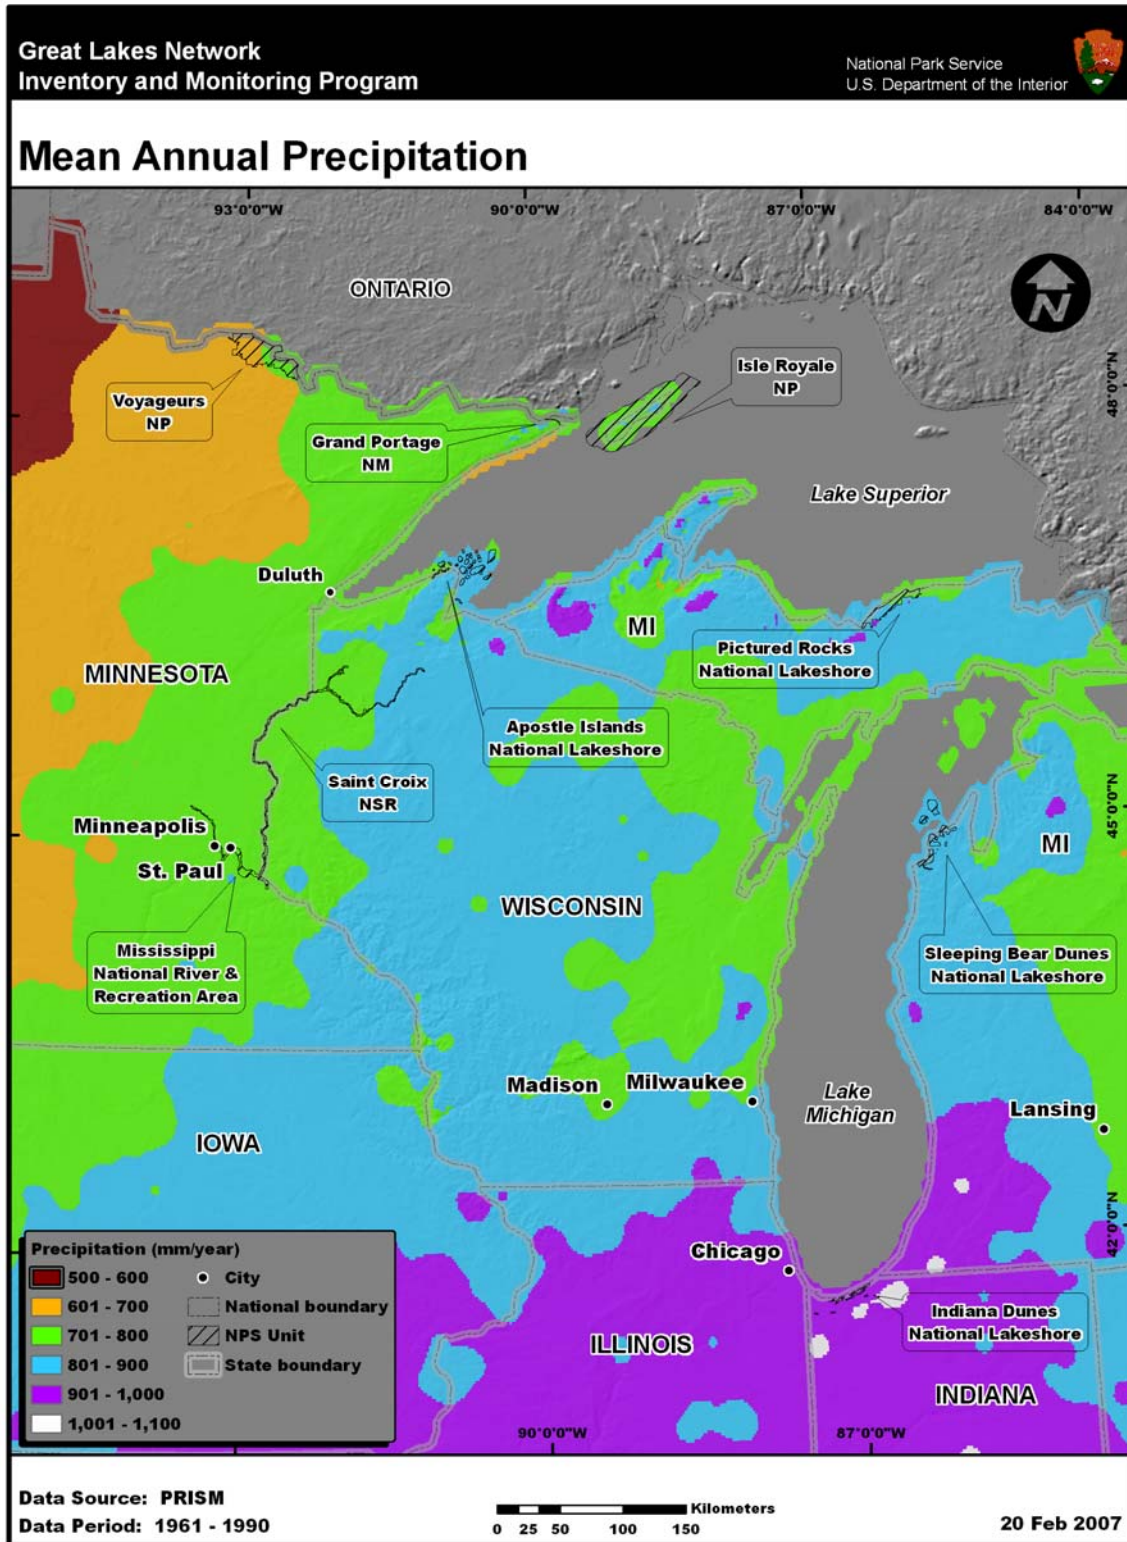 Great Lakes Network
Inventory and Monitoring Program
National Park Service
U.S. Department of the Interior
Mean Annual Precipitation
93°0'0"W
90°0'0"W
87°0'0"W
84°0'0"W
ONTARIO
N
Isle Royale
NP
48°0'0"N
Voyageurs
NP
Grand Portage
NM
Lake Superior
Duluth
MI
MINNESOTA
Pictured Rocks
National Lakeshore
Apostle Islands
National Lakeshore
Saint Croix
NSR
45°0'0"N
Minneapolis
St. Paul
MI
WISCONSIN
Mississippi
National River &
Recreation Area
Sleeping Bear Dunes
National Lakeshore
Madison
Milwaukee
Lake
Michigan
Lansing
IOWA
42°0'0"N
Chicago
Precipitation (mm/year)
500 - 600
City
601 - 700
National boundary
701 - 800
NPS Unit
801 - 900
State boundary
901 - 1,000
1,001 - 1,100
Indiana Dunes
National Lakeshore
ILLINOIS
INDIANA
90°0'0"W
87°0'0"W
Data Source: PRISM
Data Period: 1961 - 1990
Kilometers
0 25 50 100 150
20 Feb 2007